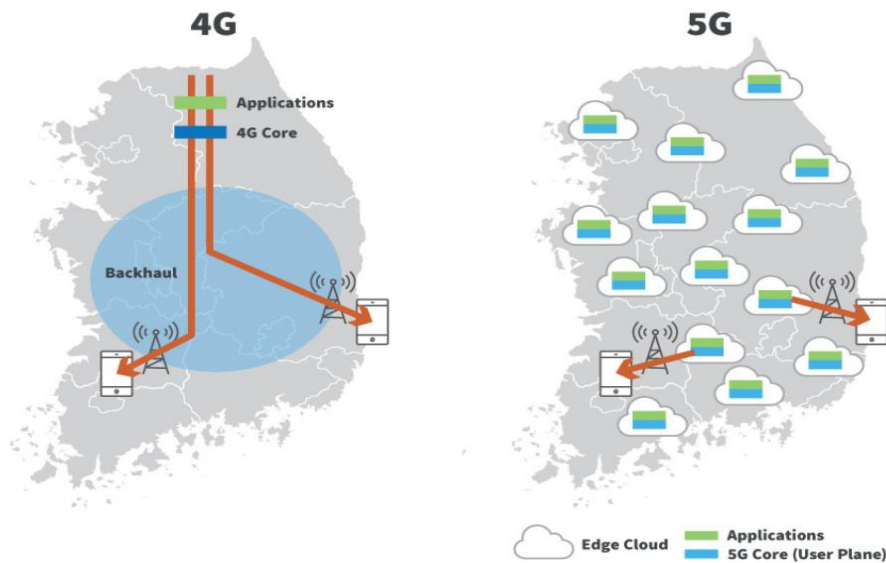 4G
5G
Applications
4G Core
Backhaul
Edge Cloud
Applications
5G Core (User Plane)